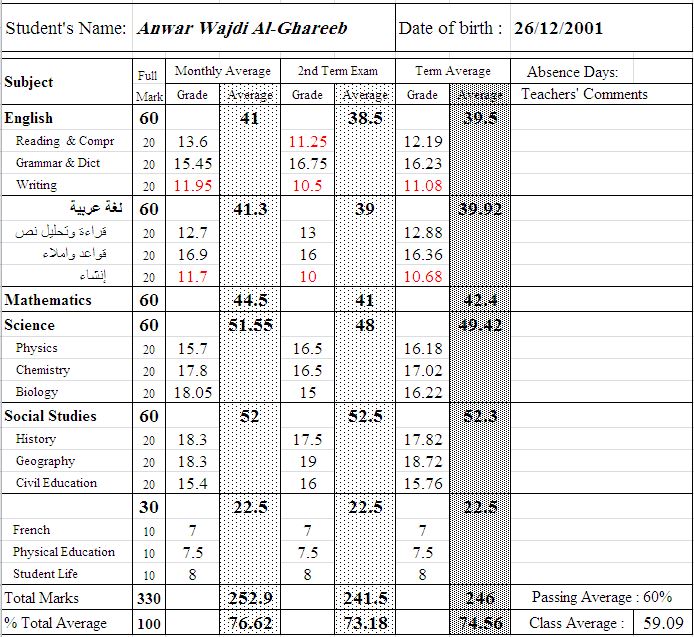 Student's Name: Anwar Wajdi Al-Ghareeb Date of birth : 26/12/2001
Subject Full Mark Monthly Average 2nd Term Exam Term Average Absence Days:
Grade Average Grade Average Grade Average Teachers' Comments
English 60 41 38.5 39.5
Reading & Compr 20 13.6 11.25 12.19
Grammar & Dict 20 15.45 16.75 16.23
Writing 20 11.95 10.5 11.08
لغة عربية 60 41.3 39 39.92
قراءة وتحليل نص 20 12.7 13 12.88
قواعد واملاء 20 16.9 16 16.36
إنشاء 20 11.7 10 10.68
Mathematics 60 44.5 41 42.4
Science 60 51.55 48 49.42
Physics 20 15.7 16.5 16.18
Chemistry 20 17.8 16.5 17.02
Biology 20 18.05 15 16.22
Social Studies 60 52 52.5 52.3
History 20 18.3 17.5 17.82
Geography 20 18.3 19 18.72
Civil Education 20 15.4 16 15.76
30 22.5 22.5 22.5
French 10 7 7 7
Physical Education 10 7.5 7.5 7.5
Student Life 10 8 8 8
Total Marks 330 252.9 241.5 246 Passing Average : 60%
% Total Average 100 76.62 73.18 74.56 Class Average : 59.09